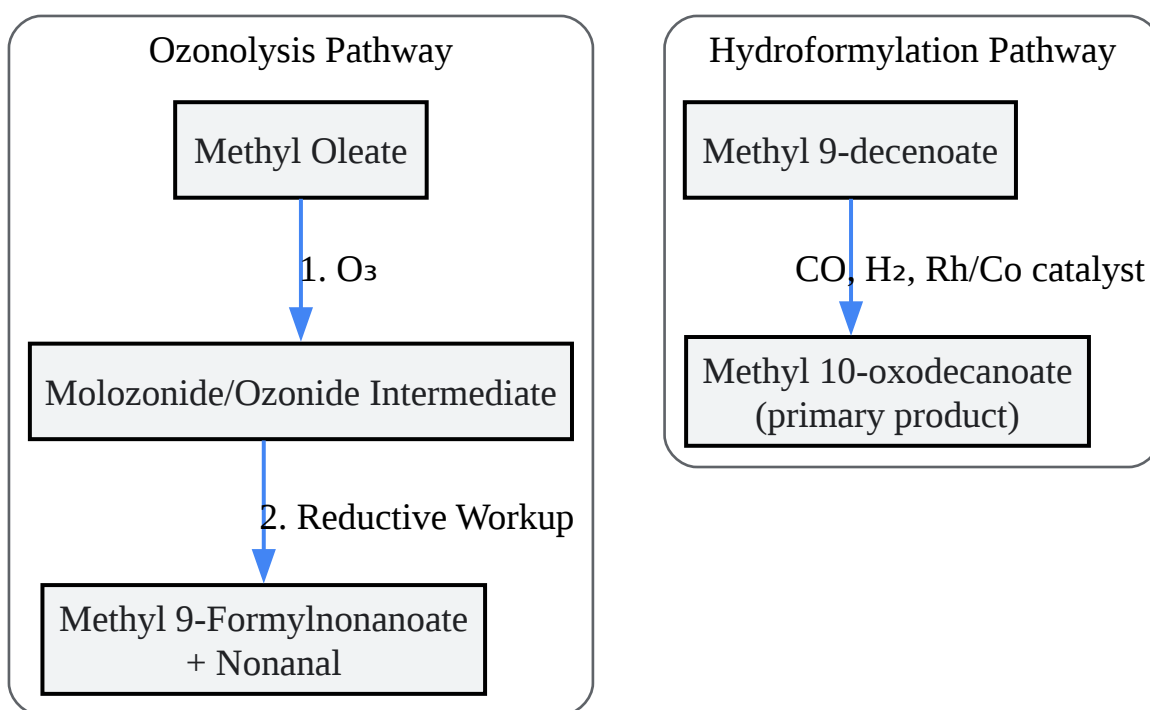 Ozonolysis Pathway
Methyl Oleate
1. O₃
Molozonide/Ozonide Intermediate
2. Reductive Workup
Methyl 9-Formylnonanoate
+ Nonanal
Hydroformylation Pathway
Methyl 9-decenoate
CO, H₂, Rh/Co catalyst
Methyl 10-oxodecanoate
(primary product)